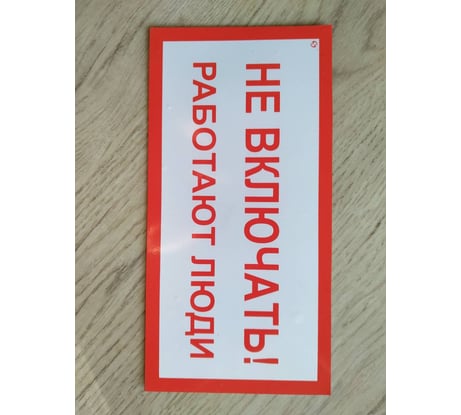 НЕ ВКЛЮЧАТЬ!
РАБОТАЮТ ЛЮДИ